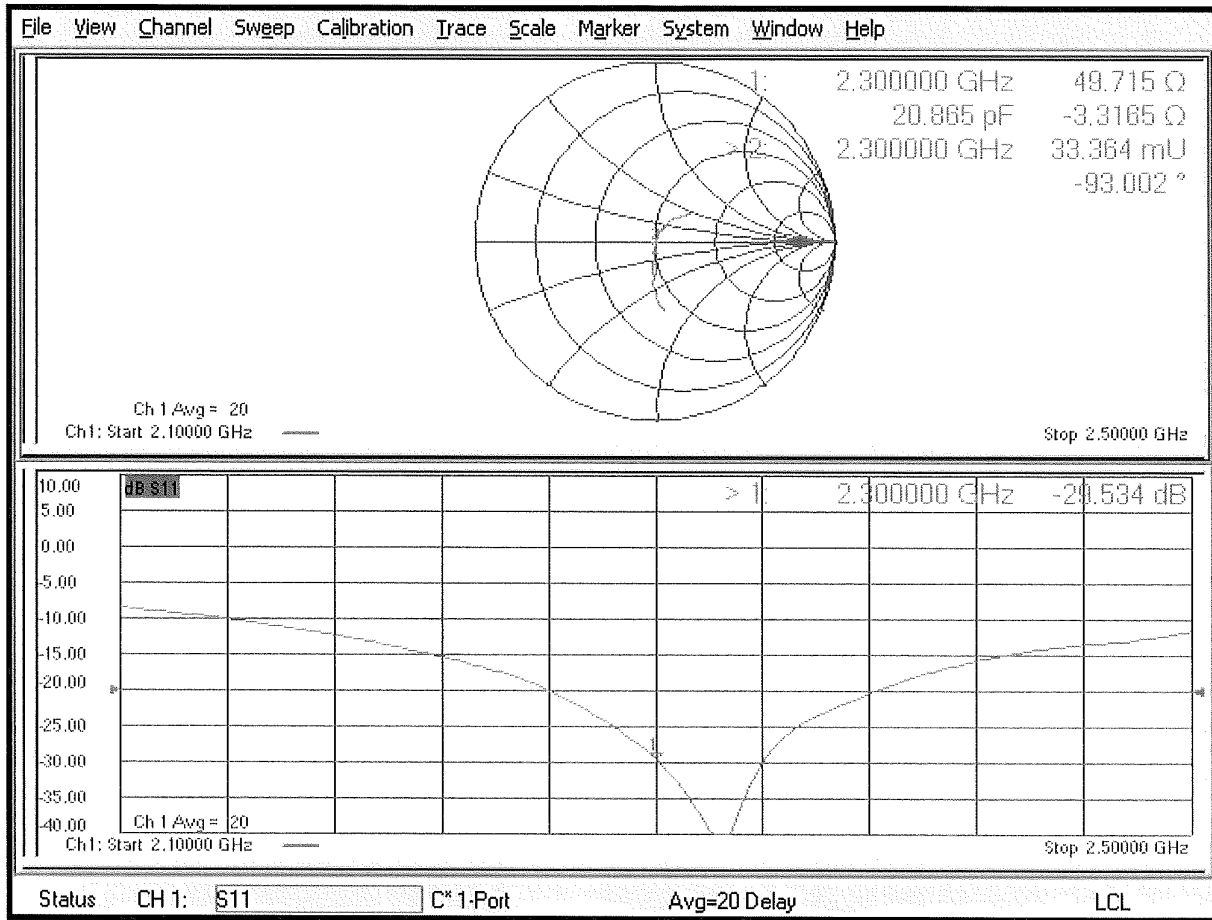 File View Channel Sweep Calibration Trace Scale Marker System Window Help
1: 2.300000 GHz 49.715 Ω
20.865 pF -3.3165 Ω
> 2: 2.300000 GHz 33.364 mU
-93.002 °
Ch 1 Avg = 20
Ch1: Start 2.10000 GHz Stop 2.50000 GHz
10.00 dB S11 > 1: 2.300000 GHz -29.534 dB
5.00
0.00
-5.00
-10.00
-15.00
-20.00
-25.00
-30.00
-35.00
-40.00
1
Ch 1 Avg = 20
Ch1: Start 2.10000 GHz Stop 2.50000 GHz
Status CH 1: S11 C* 1-Port Avg=20 Delay LCL